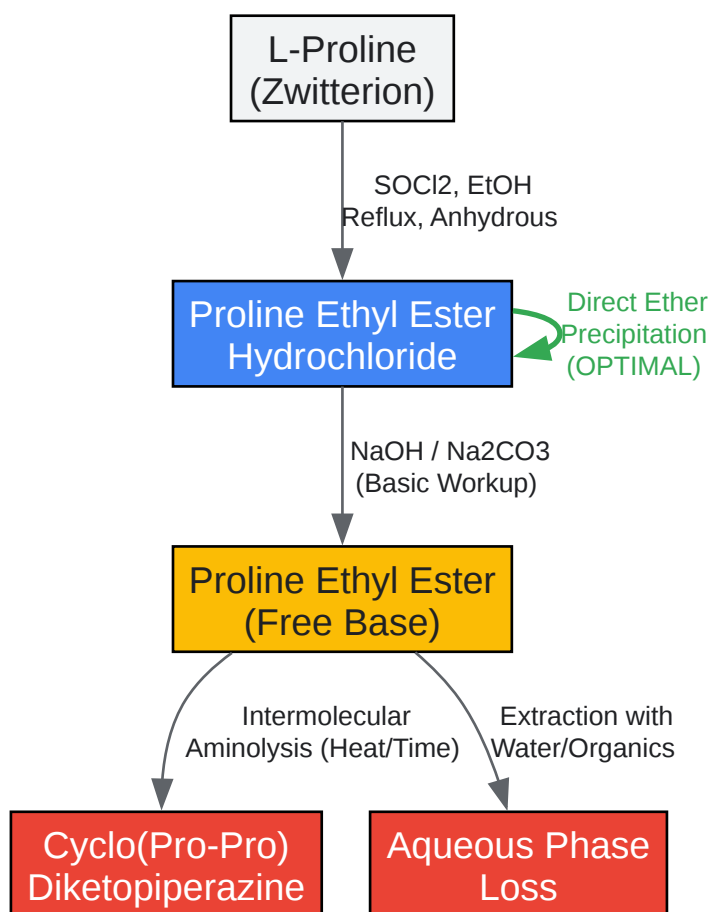 L-Proline
(Zwitterion)
SOCl2, EtOH
Reflux, Anhydrous
Proline Ethyl Ester
Hydrochloride
Direct Ether
Precipitation
(OPTIMAL)
NaOH / Na2CO3
(Basic Workup)
Proline Ethyl Ester
(Free Base)
Intermolecular
Aminolysis (Heat/Time)
Extraction with
Water/Organics
Cyclo(Pro-Pro)
Diketopiperazine
Aqueous Phase
Loss